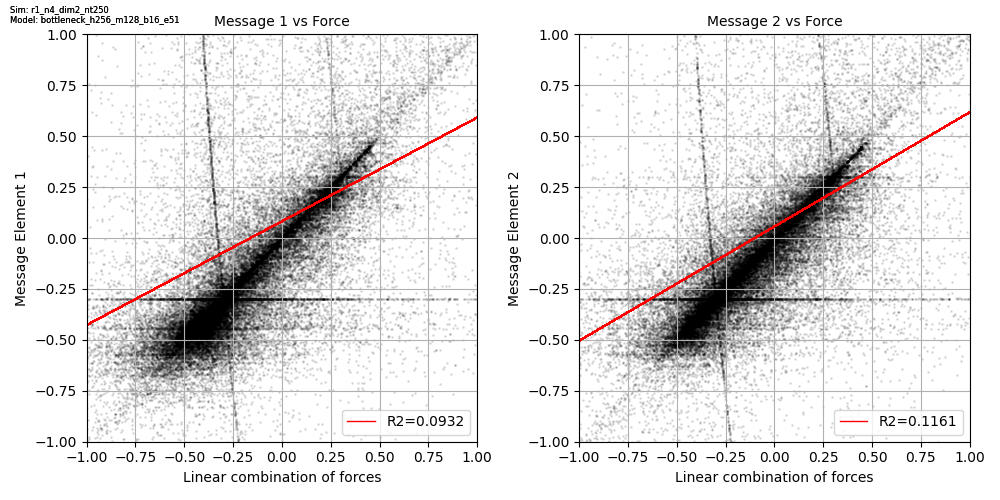 Sim: r1_n4_dim2_nt250
Model: bottleneck_h256_m128_b16_e51
Message 1 vs Force
1.00
0.75
0.50
0.25
0.00
−0.25
−0.50
−0.75
−1.00
Message Element 1
R2=0.0932
−1.00 −0.75 −0.50 −0.25 0.00 0.25 0.50 0.75 1.00
Linear combination of forces
Message 2 vs Force
1.00
0.75
0.50
0.25
0.00
−0.25
−0.50
−0.75
−1.00
Message Element 2
R2=0.1161
−1.00 −0.75 −0.50 −0.25 0.00 0.25 0.50 0.75 1.00
Linear combination of forces